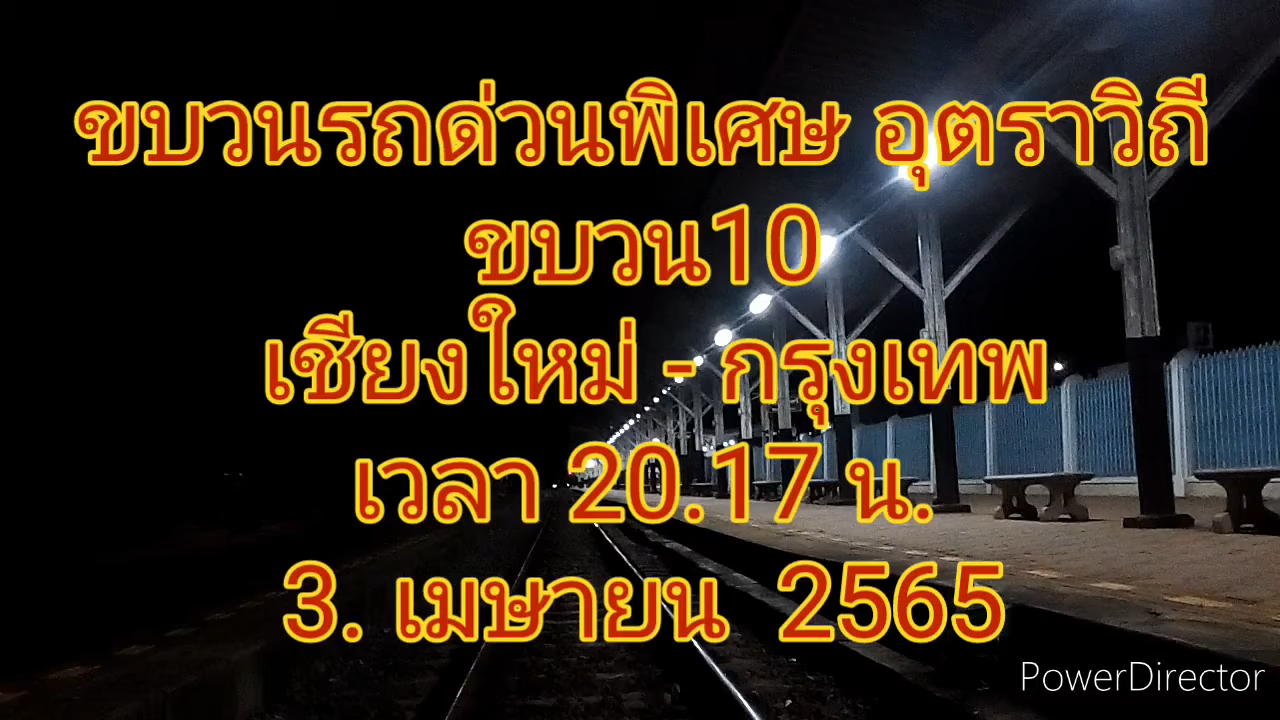 ขบวนรถด่วนพิเศษ อุตราวิถี
ขบวน10
เชียงใหม่ - กรุงเทพ
เวลา 20.17 น.
3. เมษายน 2565
PowerDirector